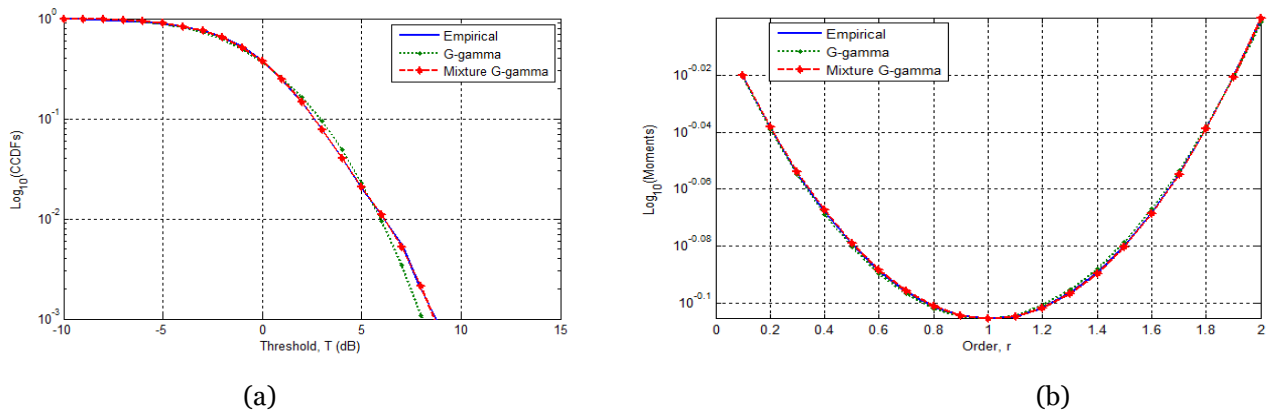 Log10(CCDFs)
10^0
10^-1
10^-2
10^-3
-10
-5
0
5
10
15
Threshold, T (dB)
Empirical
G-gamma
Mixture G-gamma
(a)
Log10(Moments)
10^-0.02
10^-0.04
10^-0.06
10^-0.08
10^-0.1
0
0.2
0.4
0.6
0.8
1
1.2
1.4
1.6
1.8
2
Order, r
Empirical
G-gamma
Mixture G-gamma
(b)